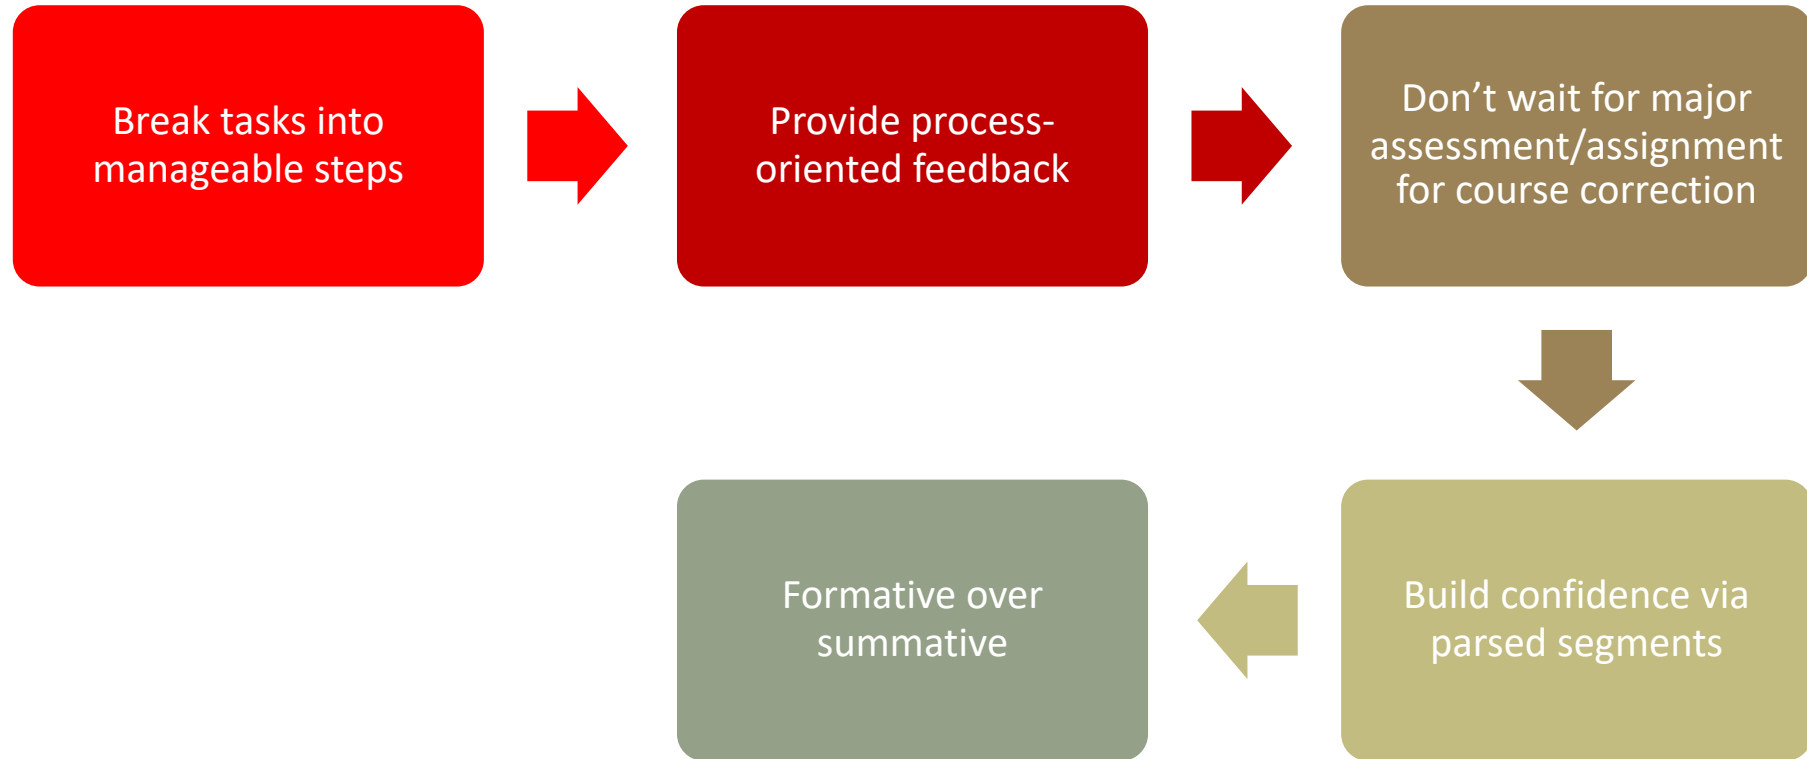 Break tasks into
manageable steps
Provide process-
oriented feedback
Don’t wait for major
assessment/assignment
for course correction
Build confidence via
parsed segments
Formative over
summative